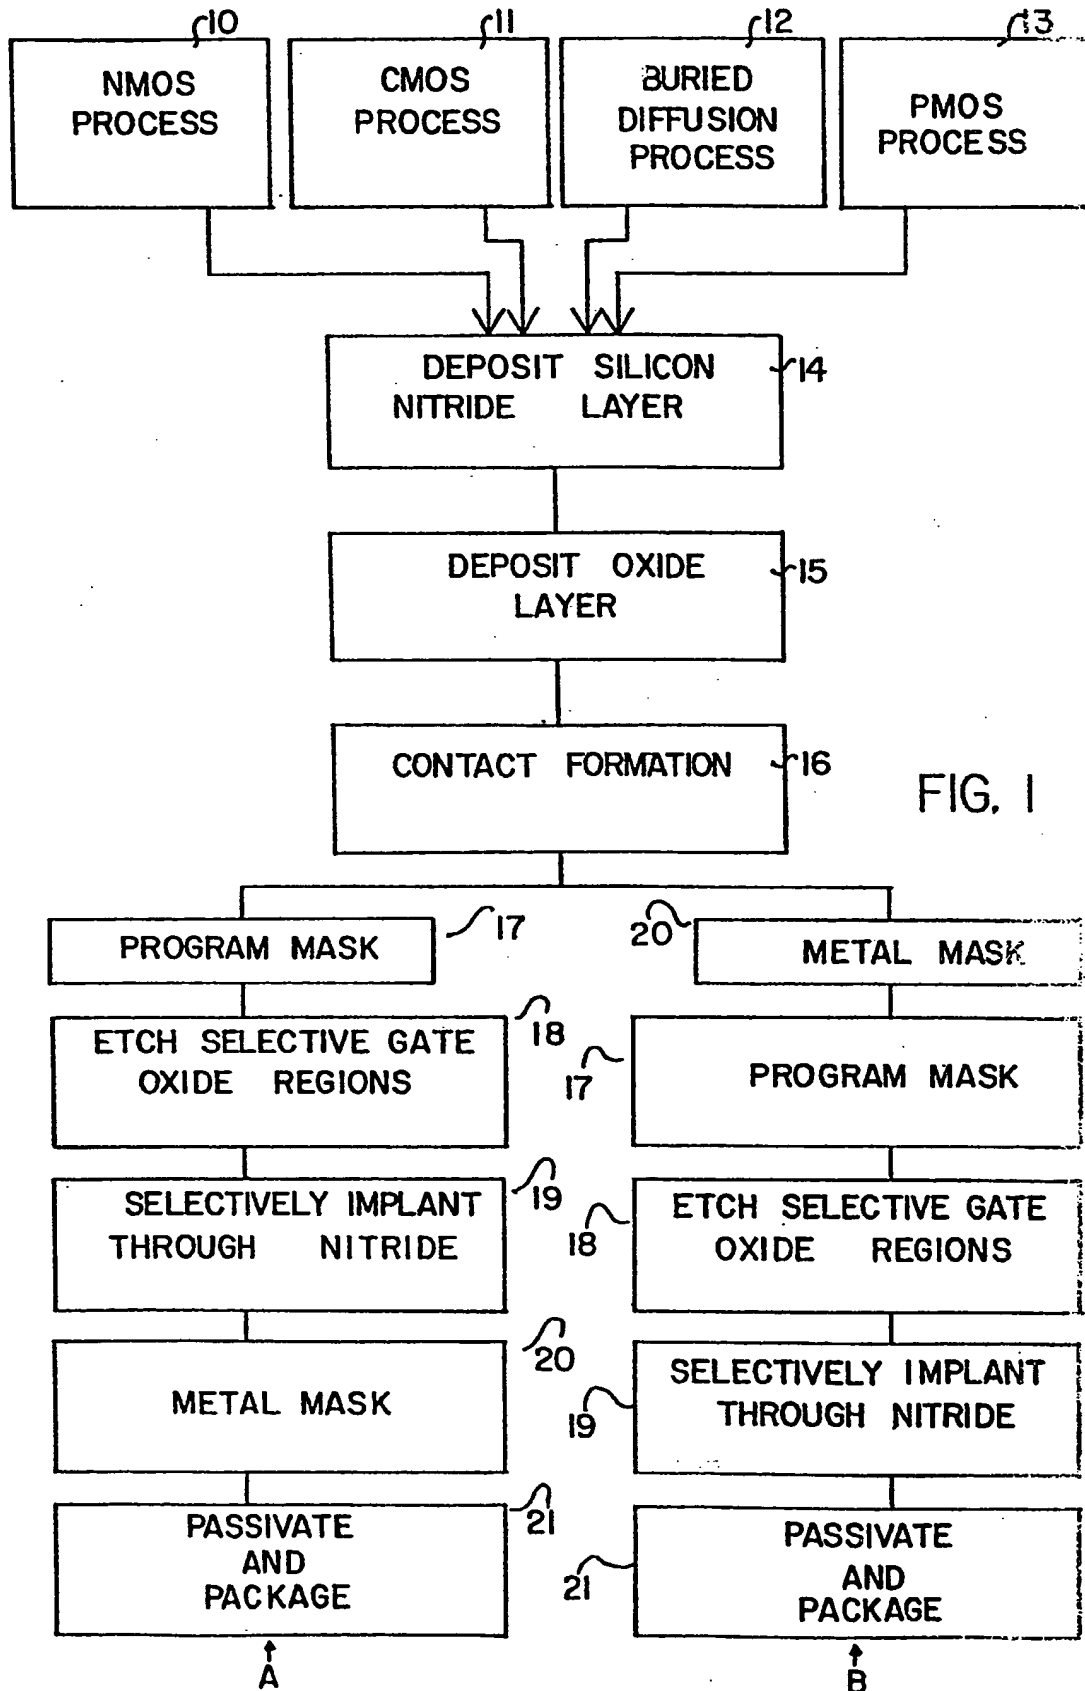 10
11
12
13
NMOS
PROCESS
CMOS
PROCESS
BURIED
DIFFUSION
PROCESS
PMOS
PROCESS
DEPOSIT SILICON
NITRIDE LAYER
14
DEPOSIT OXIDE
LAYER
15
CONTACT FORMATION
16
FIG. 1
PROGRAM MASK
17
ETCH SELECTIVE GATE
OXIDE REGIONS
18
SELECTIVELY IMPLANT
THROUGH NITRIDE
19
METAL MASK
20
PASSIVATE
AND
PACKAGE
21
A
20
METAL MASK
17
PROGRAM MASK
18
ETCH SELECTIVE GATE
OXIDE REGIONS
19
SELECTIVELY IMPLANT
THROUGH NITRIDE
21
PASSIVATE
AND
PACKAGE
B